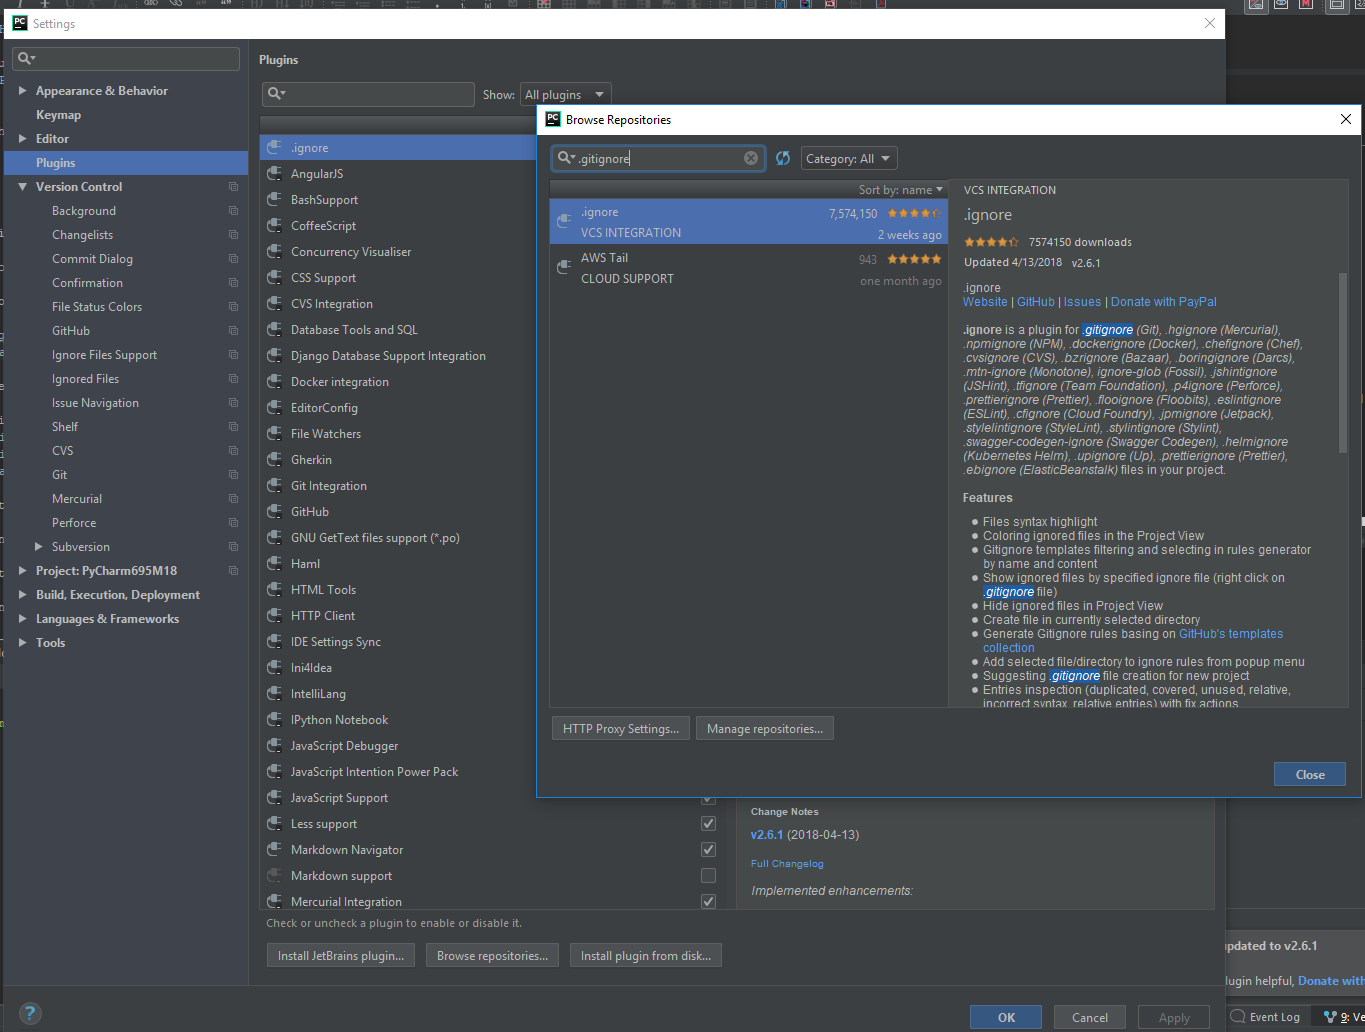 Settings
Appearance & Behavior
Keymap
Editor
Plugins
Version Control
Background
Changelists
Commit Dialog
Confirmation
File Status Colors
GitHub
Ignore Files Support
Ignored Files
Issue Navigation
Shelf
CVS
Git
Mercurial
Perforce
Subversion
Project: PyCharm695M18
Build, Execution, Deployment
Languages & Frameworks
Tools
Plugins
Show: All plugins
.ignore
AngularJS
BashSupport
CoffeeScript
Concurrency Visualiser
CSS Support
CVS Integration
Database Tools and SQL
Django Database Support Integration
Docker integration
EditorConfig
File Watchers
Gherkin
Git Integration
GitHub
GNU GetText files support (*.po)
Haml
HTML Tools
HTTP Client
IDE Settings Sync
Ini4Idea
IntelliLang
IPython Notebook
JavaScript Debugger
JavaScript Intention Power Pack
JavaScript Support
Less support
Markdown Navigator
Markdown support
Mercurial Integration
Check or uncheck a plugin to enable or disable it.
Install JetBrains plugin... Browse repositories... Install plugin from disk...
PC Browse Repositories
.gitignore
Category: All
Sort by: name
.ignore 7,574,150
VCS INTEGRATION 2 weeks ago
AWS Tail 943
CLOUD SUPPORT one month ago
VCS INTEGRATION
.ignore
7574150 downloads
Updated 4/13/2018 v2.6.1
.ignore
Website | GitHub | Issues | Donate with PayPal
.ignore is a plugin for .gitignore (Git), .hgignore (Mercurial),
.npmignore (NPM), .dockerignore (Docker), .chefignore (Chef),
.cvsignore (CVS), .bzrignore (Bazaar), .boringignore (Darcs),
.mtn-ignore (Monotone), ignore-glob (Fossil), .jshintignore
(JSHint), .tfignore (Team Foundation), .p4ignore (Perforce),
.prettierignore (Prettier), .flooignore (Floobits), .eslintignore
(ESLint), .cfignore (Cloud Foundry), .jpmignore (Jetpack),
.stylelintignore (StyleLint), .stylintignore (Stylint),
.swagger-codegen-ignore (Swagger Codegen), .helmignore
(Kubernetes Helm), .upignore (Up), .prettierignore (Prettier),
.ebignore (ElasticBeanstalk) files in your project.
Features
● Files syntax highlight
● Coloring ignored files in the Project View
● Gitignore templates filtering and selecting in rules generator
by name and content
● Show ignored files by specified ignore file (right click on
.gitignore file)
● Hide ignored files in Project View
● Create file in currently selected directory
● Generate Gitignore rules basing on GitHub's templates
collection
● Add selected file/directory to ignore rules from popup menu
● Suggesting .gitignore file creation for new project
● Entries inspection (duplicated, covered, unused, relative,
incorrect syntax, relative entries) with fix actions
HTTP Proxy Settings... Manage repositories...
Close
Change Notes
v2.6.1 (2018-04-13)
Full Changelog
Implemented enhancements:
OK Cancel Apply
updated to v2.6.1
plugin helpful, Donate with
Event Log 9: Ve